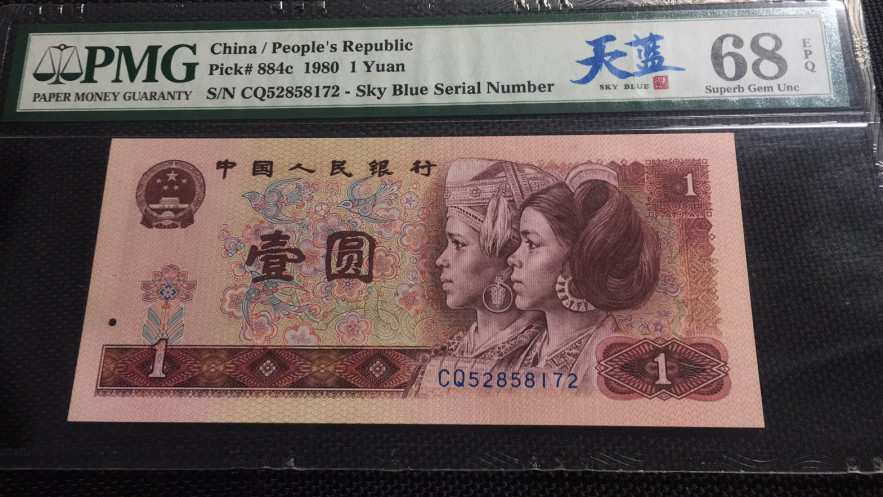 PMG
PAPER MONEY GUARANTY
China / People's Republic
Pick# 884c 1980 1 Yuan
S/N CQ52858172 - Sky Blue Serial Number
天蓝
SKY BLUE
68
EPQ
Superb Gem Unc
中国人民银行
1
壹圆
1
CQ52858172
1